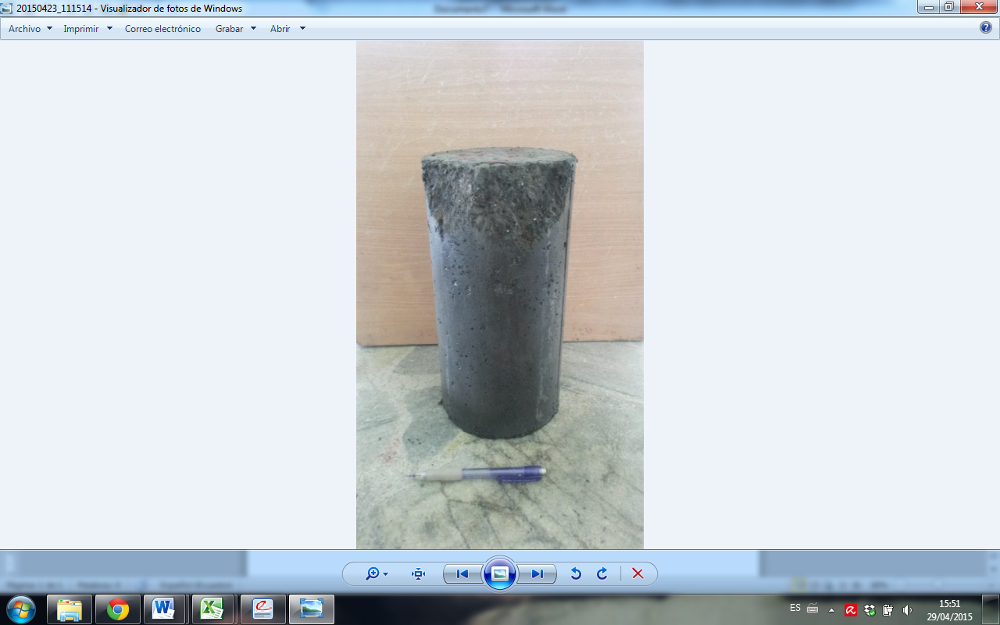 20150423_111514 - Visualizador de fotos de Windows
Archivo Imprimir Correo electrónico Grabar Abrir
ES
15:51
29/04/2015